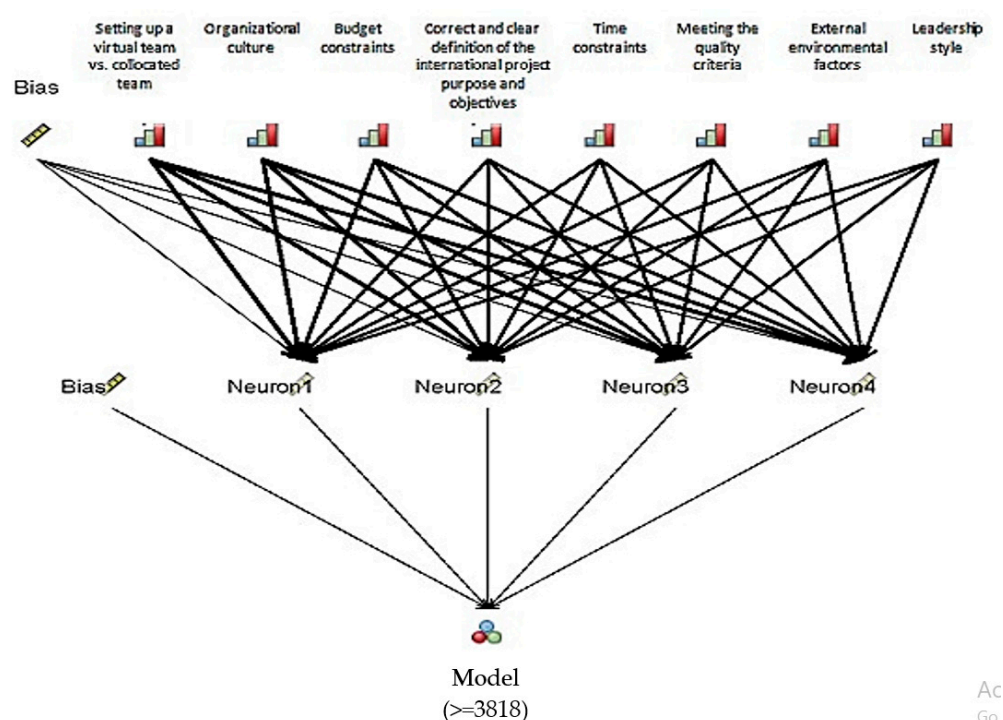 Setting up a
virtual team
vs. collocated
team
Organizational
culture
Budget
constraints
Correct and clear
definition of the
international project
purpose and
objectives
Time
constraints
Meeting the
quality
criteria
External
environmental
factors
Leadership
style
Bias
Bias
Neuron1
Neuron2
Neuron3
Neuron4
Model
(>=3818)